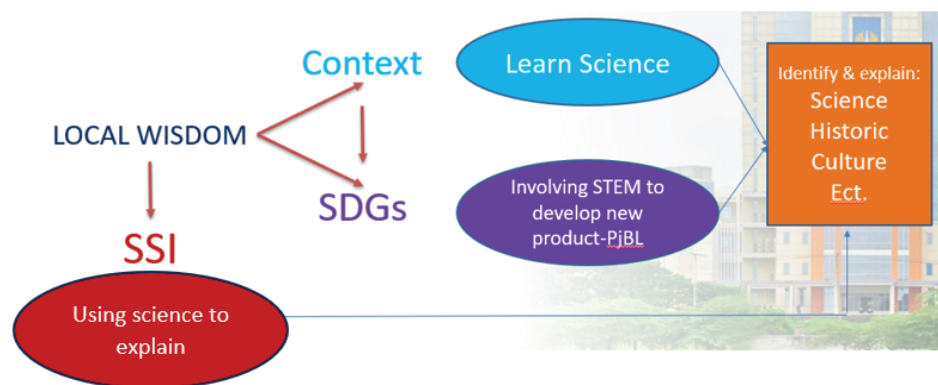 Context
Learn Science
Identify & explain:
Science
Historic
Culture
Ect.
LOCAL WISDOM
SDGs
Involving STEM to
develop new
product-PjBL
SSI
Using science to
explain